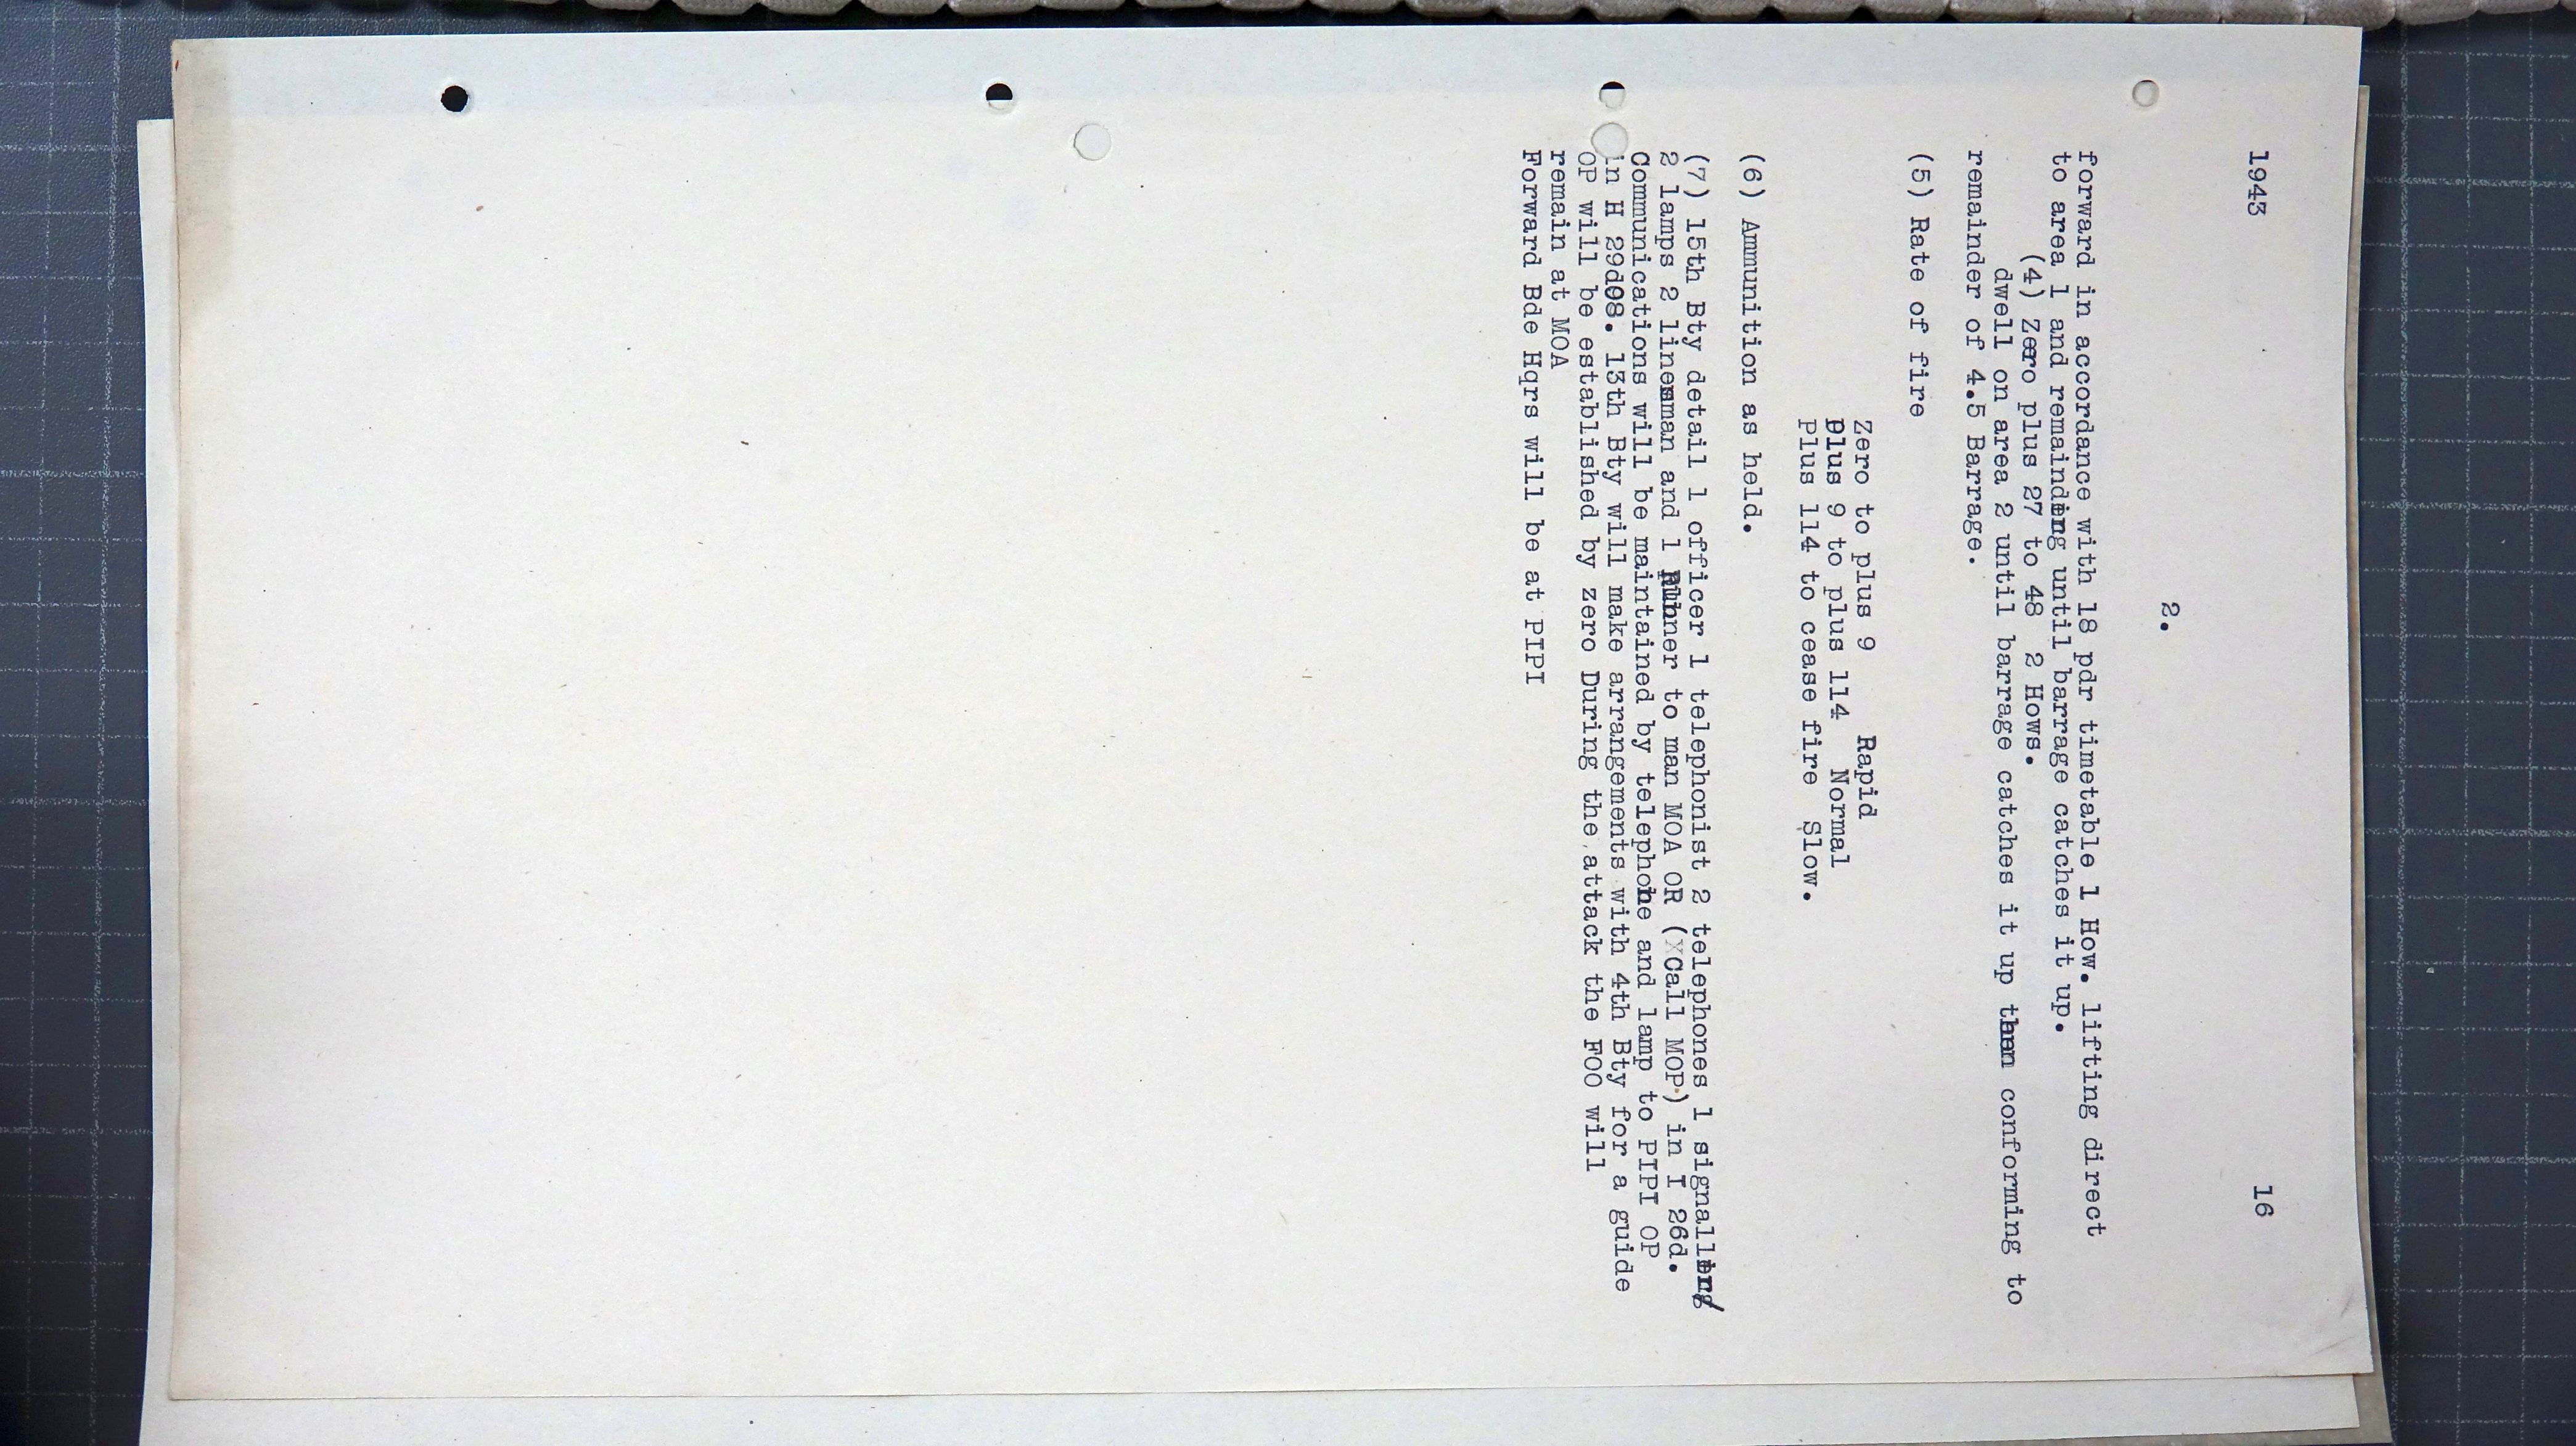 1943 16
2.
forward in accordance with 18 pdr timetable 1 How. lifting direct
to area 1 and remainding until barrage catches it up.
(4) Zero plus 27 to 48 2 Hows.
dwell on area 2 until barrage catches it up then conforming to
remainder of 4.5 Barrage.
(5) Rate of fire
Zero to plus 9 Rapid
plus 9 to plus 114 Normal
Plus 114 to cease fire Slow.
(6) Ammunition as held.
(7) 15th Bty detail 1 officer 1 telephonist 2 telephones 1 signalling/
2 lamps 2 linemman and 1 Runner to man MOA OR (XCall MOP.) in I 26d.
Communications will be maintained by telephone and lamp to PIPI OP
in H 29d08. 13th Bty will make arrangements with 4th Bty for a guide
OP will be established by zero During the attack the FOO will
remain at MOA
Forward Bde Hqrs will be at PIPI